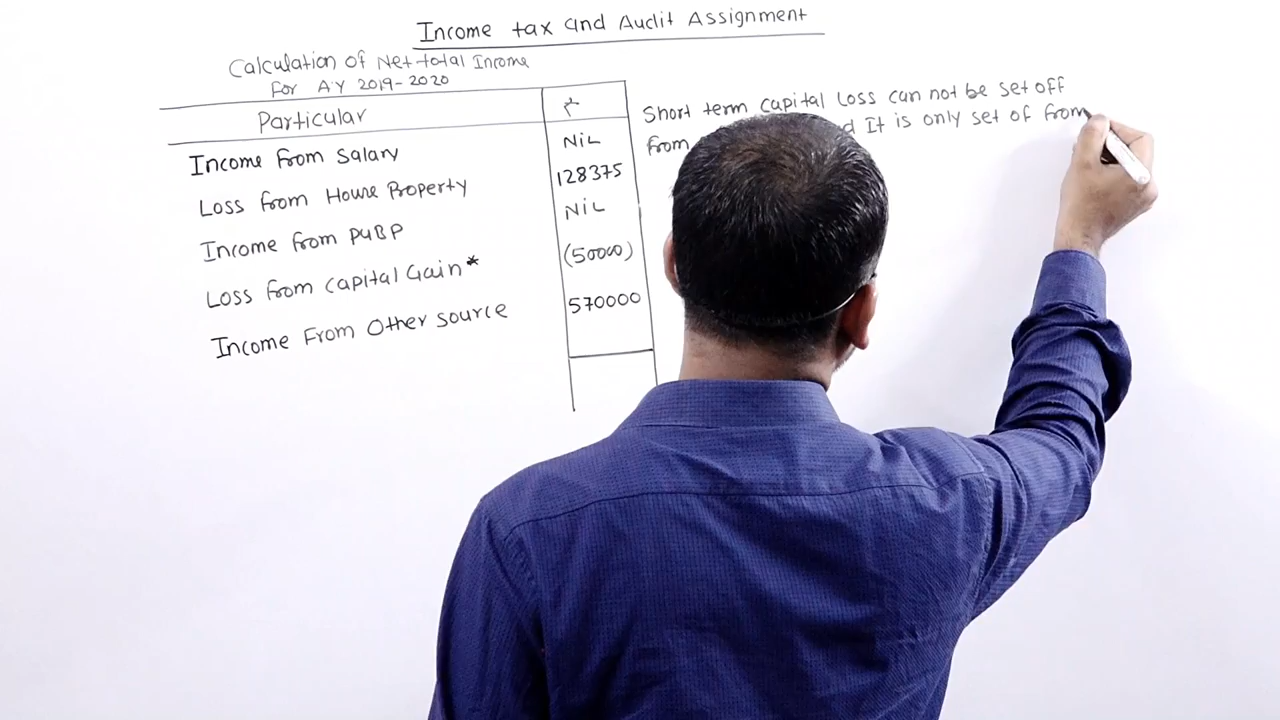 Income tax and Audit Assignment
Calculation of Net total Income
For A.Y 2019-2020
Particular ₹
Income from Salary NiL
Loss from House Property 128375
Income from PGBP NiL
Loss from Capital Gain* (50000)
Income From Other source 570000
Short term capital Loss can not be set off
from d It is only set of from